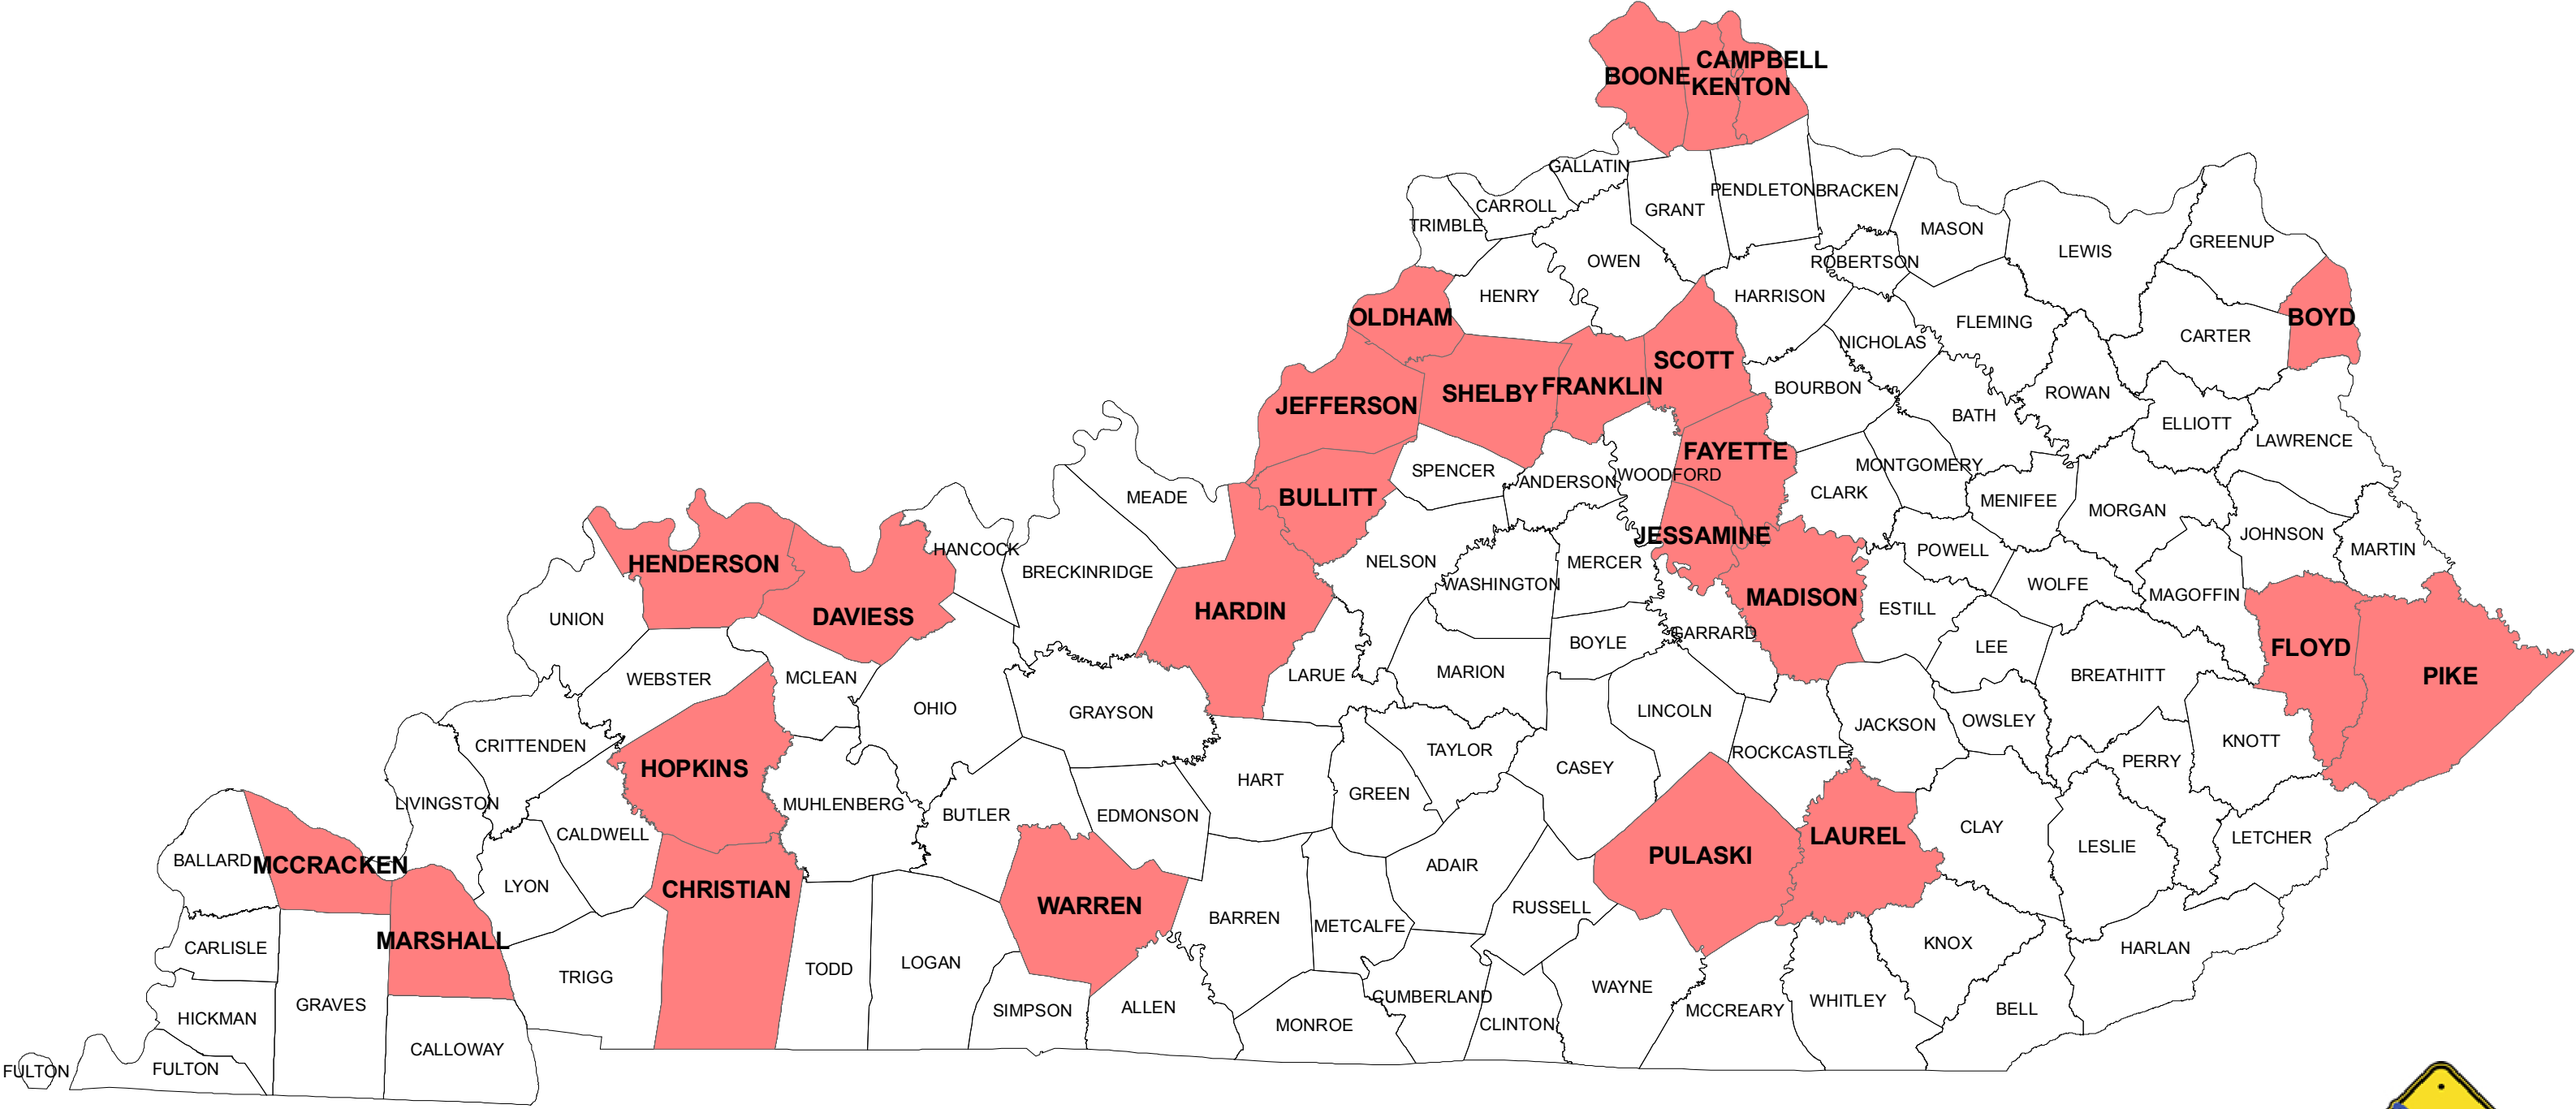 CAMPBELL
BOONE
KENTON
GALLATIN
PENDLETON
BRACKEN
CARROLL
GRANT
TRIMBLE
MASON
GREENUP
LEWIS
OWEN
ROBERTSON
HENRY
HARRISON
OLDHAM
BOYD
FLEMING
CARTER
NICHOLAS
SCOTT
SHELBY
FRANKLIN
BOURBON
ROWAN
JEFFERSON
BATH
ELLIOTT
LAWRENCE
FAYETTE
SPENCER
MONTGOMERY
WOODFORD
ANDERSON
CLARK
MEADE
BULLITT
MENIFEE
MORGAN
JOHNSON
JESSAMINE
HANCOCK
POWELL
MARTIN
HENDERSON
NELSON
MERCER
BRECKINRIDGE
WASHINGTON
WOLFE
MAGOFFIN
MADISON
ESTILL
HARDIN
DAVIESS
UNION
GARRARD
BOYLE
LEE
FLOYD
MARION
LARUE
BREATHITT
PIKE
WEBSTER
MCLEAN
OHIO
GRAYSON
LINCOLN
JACKSON
OWSLEY
KNOTT
CRITTENDEN
TAYLOR
ROCKCASTLE
PERRY
HOPKINS
CASEY
HART
GREEN
LIVINGSTON
MUHLENBERG
BUTLER
EDMONSON
CLAY
CALDWELL
LAUREL
LETCHER
LESLIE
PULASKI
BALLARD
MCCRACKEN
ADAIR
LYON
CHRISTIAN
WARREN
RUSSELL
BARREN
METCALFE
MARSHALL
KNOX
CARLISLE
HARLAN
LOGAN
TODD
TRIGG
WAYNE
CUMBERLAND
WHITLEY
GRAVES
ALLEN
SIMPSON
MCCREARY
BELL
HICKMAN
MONROE
CLINTON
CALLOWAY
FULTON
FULTON